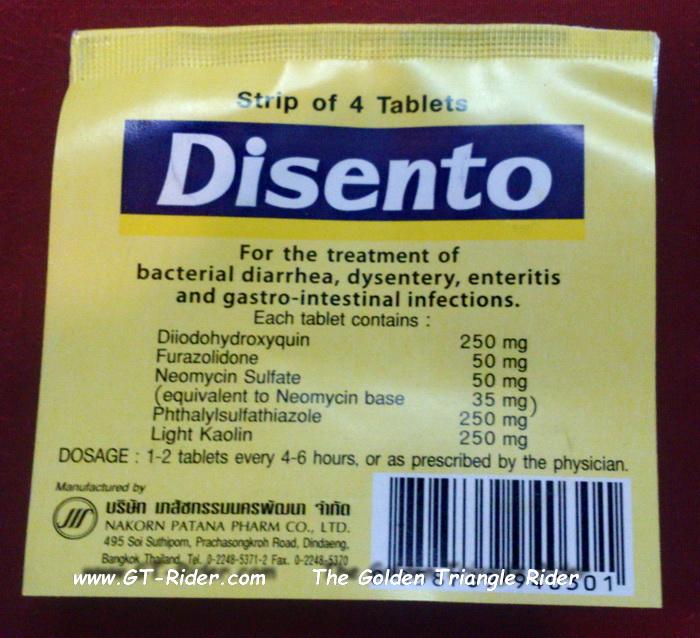 Strip of 4 Tablets
Disento
For the treatment of
bacterial diarrhea, dysentery, enteritis
and gastro-intestinal infections.
Each tablet contains :
Diiodohydroxyquin 250 mg
Furazolidone 50 mg
Neomycin Sulfate 50 mg
(equivalent to Neomycin base 35 mg)
Phthalylsulfathiazole 250 mg
Light Kaolin 250 mg
DOSAGE : 1-2 tablets every 4-6 hours, or as prescribed by the physician.
Manufactured by
บริษัท เภสัชกรรมนครพัฒนา จำกัด
NAKORN PATANA PHARM CO., LTD.
495 Soi Suthiporn, Prachasongkroh Road, Dindaeng,
Bangkok Thailand. Tel. 0-2248-5371-2 Fax. 0-2248-5370
www.GT-Rider.com The Golden Triangle Rider